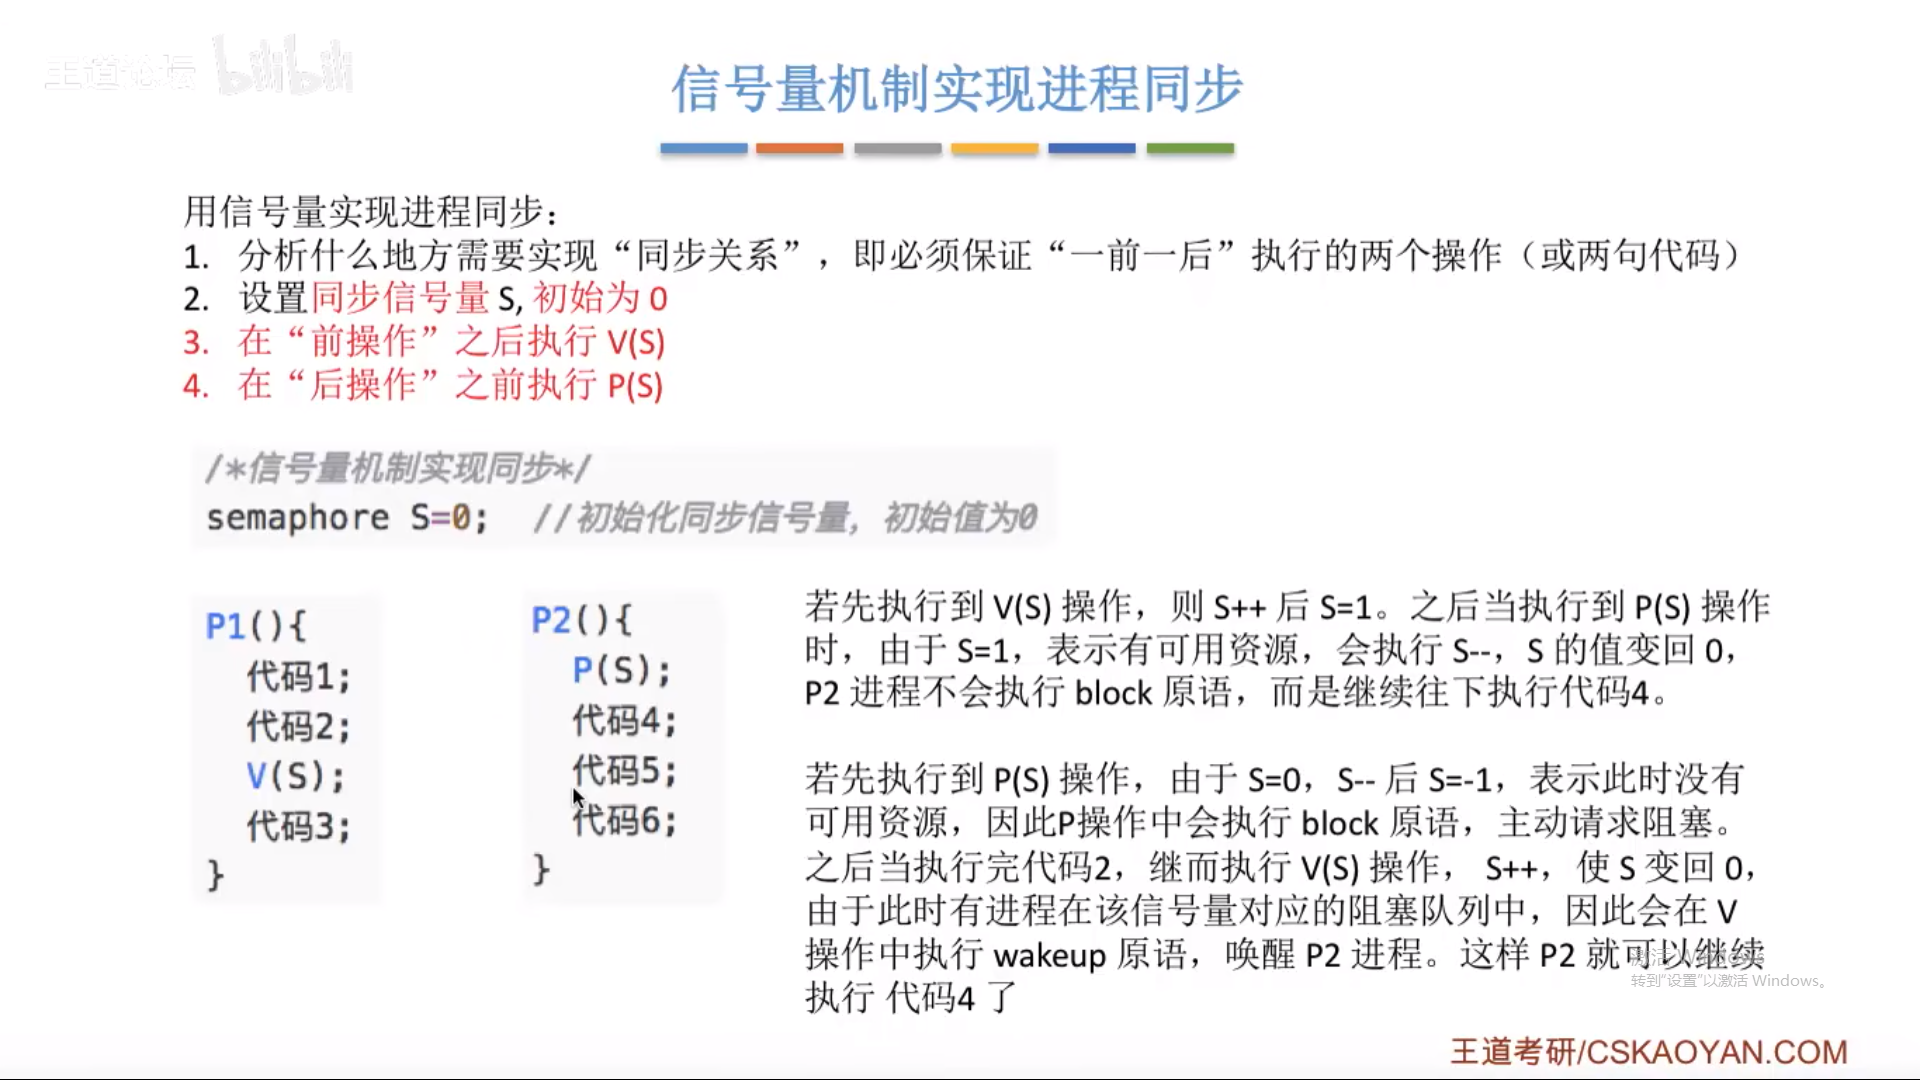 王道论坛 bilibili
信号量机制实现进程同步
用信号量实现进程同步：
1. 分析什么地方需要实现“同步关系”，即必须保证“一前一后”执行的两个操作（或两句代码）
2. 设置同步信号量 S, 初始为 0
3. 在“前操作”之后执行 V(S)
4. 在“后操作”之前执行 P(S)
/*信号量机制实现同步*/
semaphore S=0; //初始化同步信号量，初始值为0
P1(){
代码1;
代码2;
V(S);
代码3;
}
P2(){
P(S);
代码4;
代码5;
代码6;
}
若先执行到 V(S) 操作，则 S++ 后 S=1。之后当执行到 P(S) 操作
时，由于 S=1，表示有可用资源，会执行 S--，S 的值变回 0，
P2 进程不会执行 block 原语，而是继续往下执行代码4。
若先执行到 P(S) 操作，由于 S=0，S-- 后 S=-1，表示此时没有
可用资源，因此P操作中会执行 block 原语，主动请求阻塞。
之后当执行完代码2，继而执行 V(S) 操作， S++，使 S 变回 0，
由于此时有进程在该信号量对应的阻塞队列中，因此会在 V
操作中执行 wakeup 原语，唤醒 P2 进程。这样 P2 就可以继续
执行 代码4 了
激活 Windows
转到“设置”以激活 Windows。
王道考研/CSKAOYAN.COM